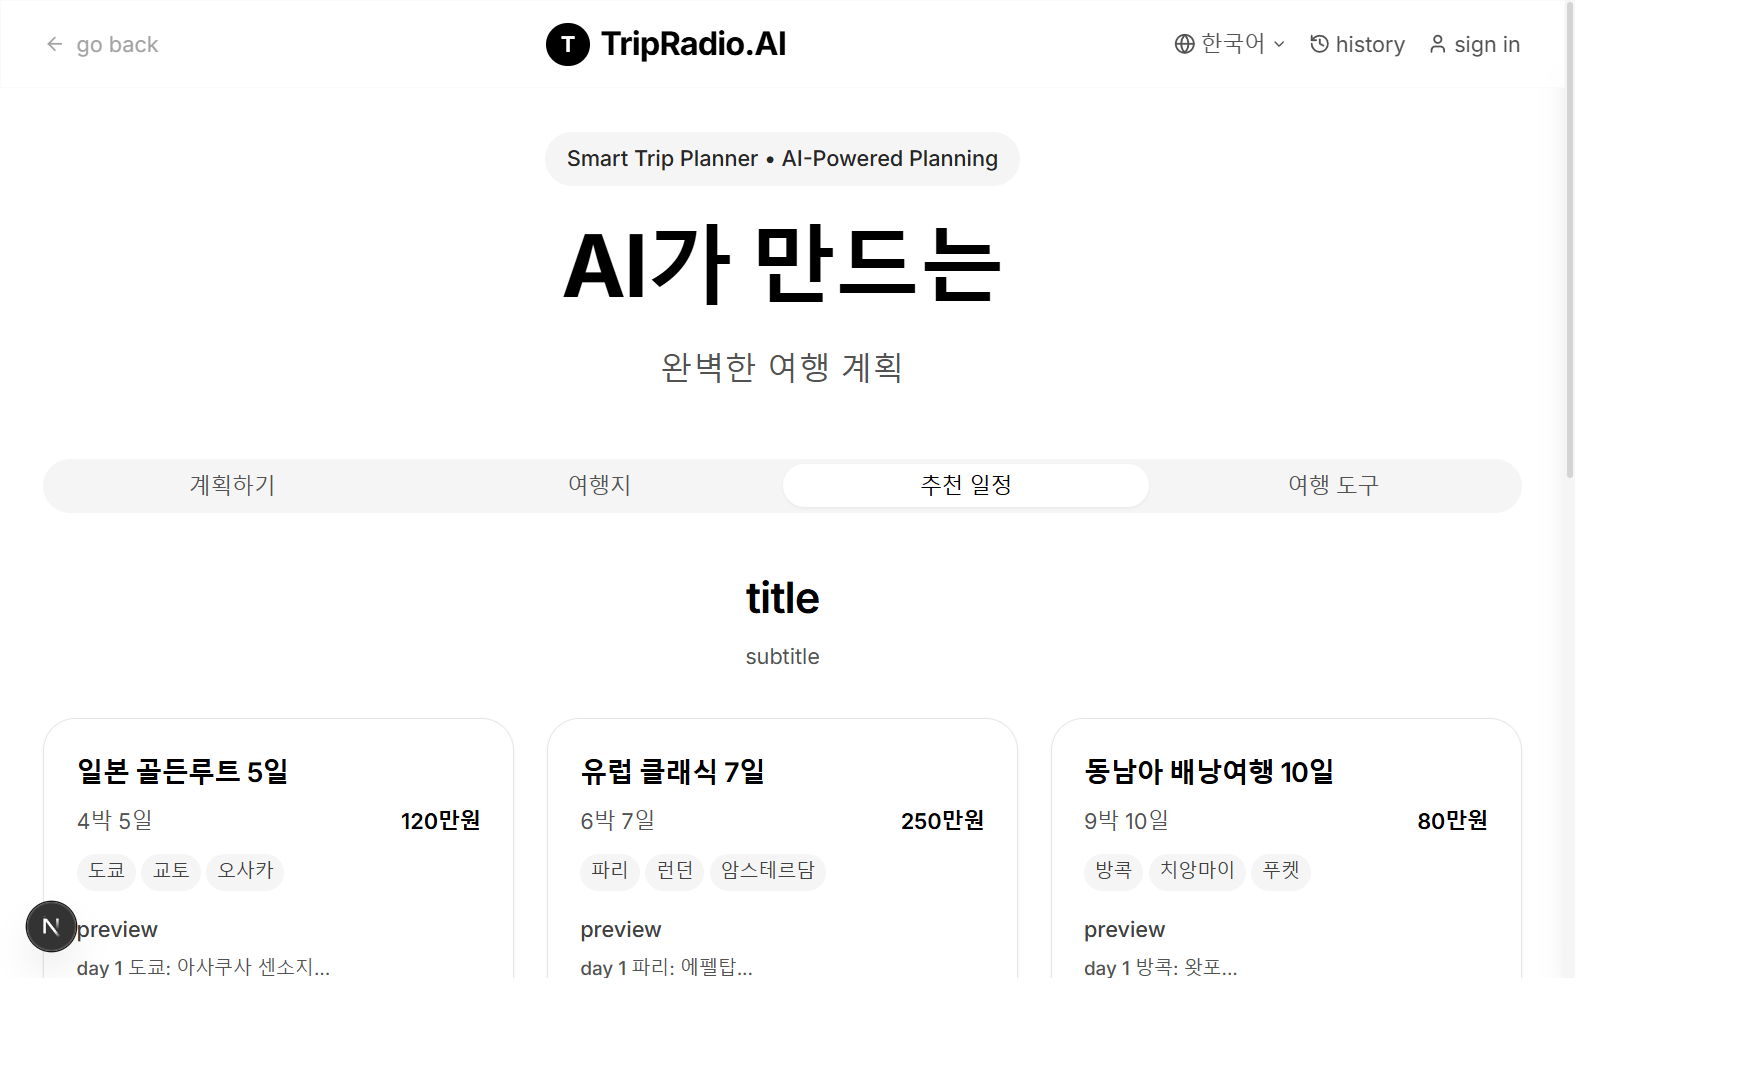 go back
T TripRadio.AI
한국어
history
sign in
Smart Trip Planner • AI-Powered Planning
AI가 만드는
완벽한 여행 계획
계획하기
여행지
추천 일정
여행 도구
title
subtitle
일본 골든루트 5일
4박 5일
120만원
도쿄
교토
오사카
preview
day 1 도쿄: 아사쿠사 센소지...
유럽 클래식 7일
6박 7일
250만원
파리
런던
암스테르담
preview
day 1 파리: 에펠탑...
동남아 배낭여행 10일
9박 10일
80만원
방콕
치앙마이
푸켓
preview
day 1 방콕: 왓포...
N